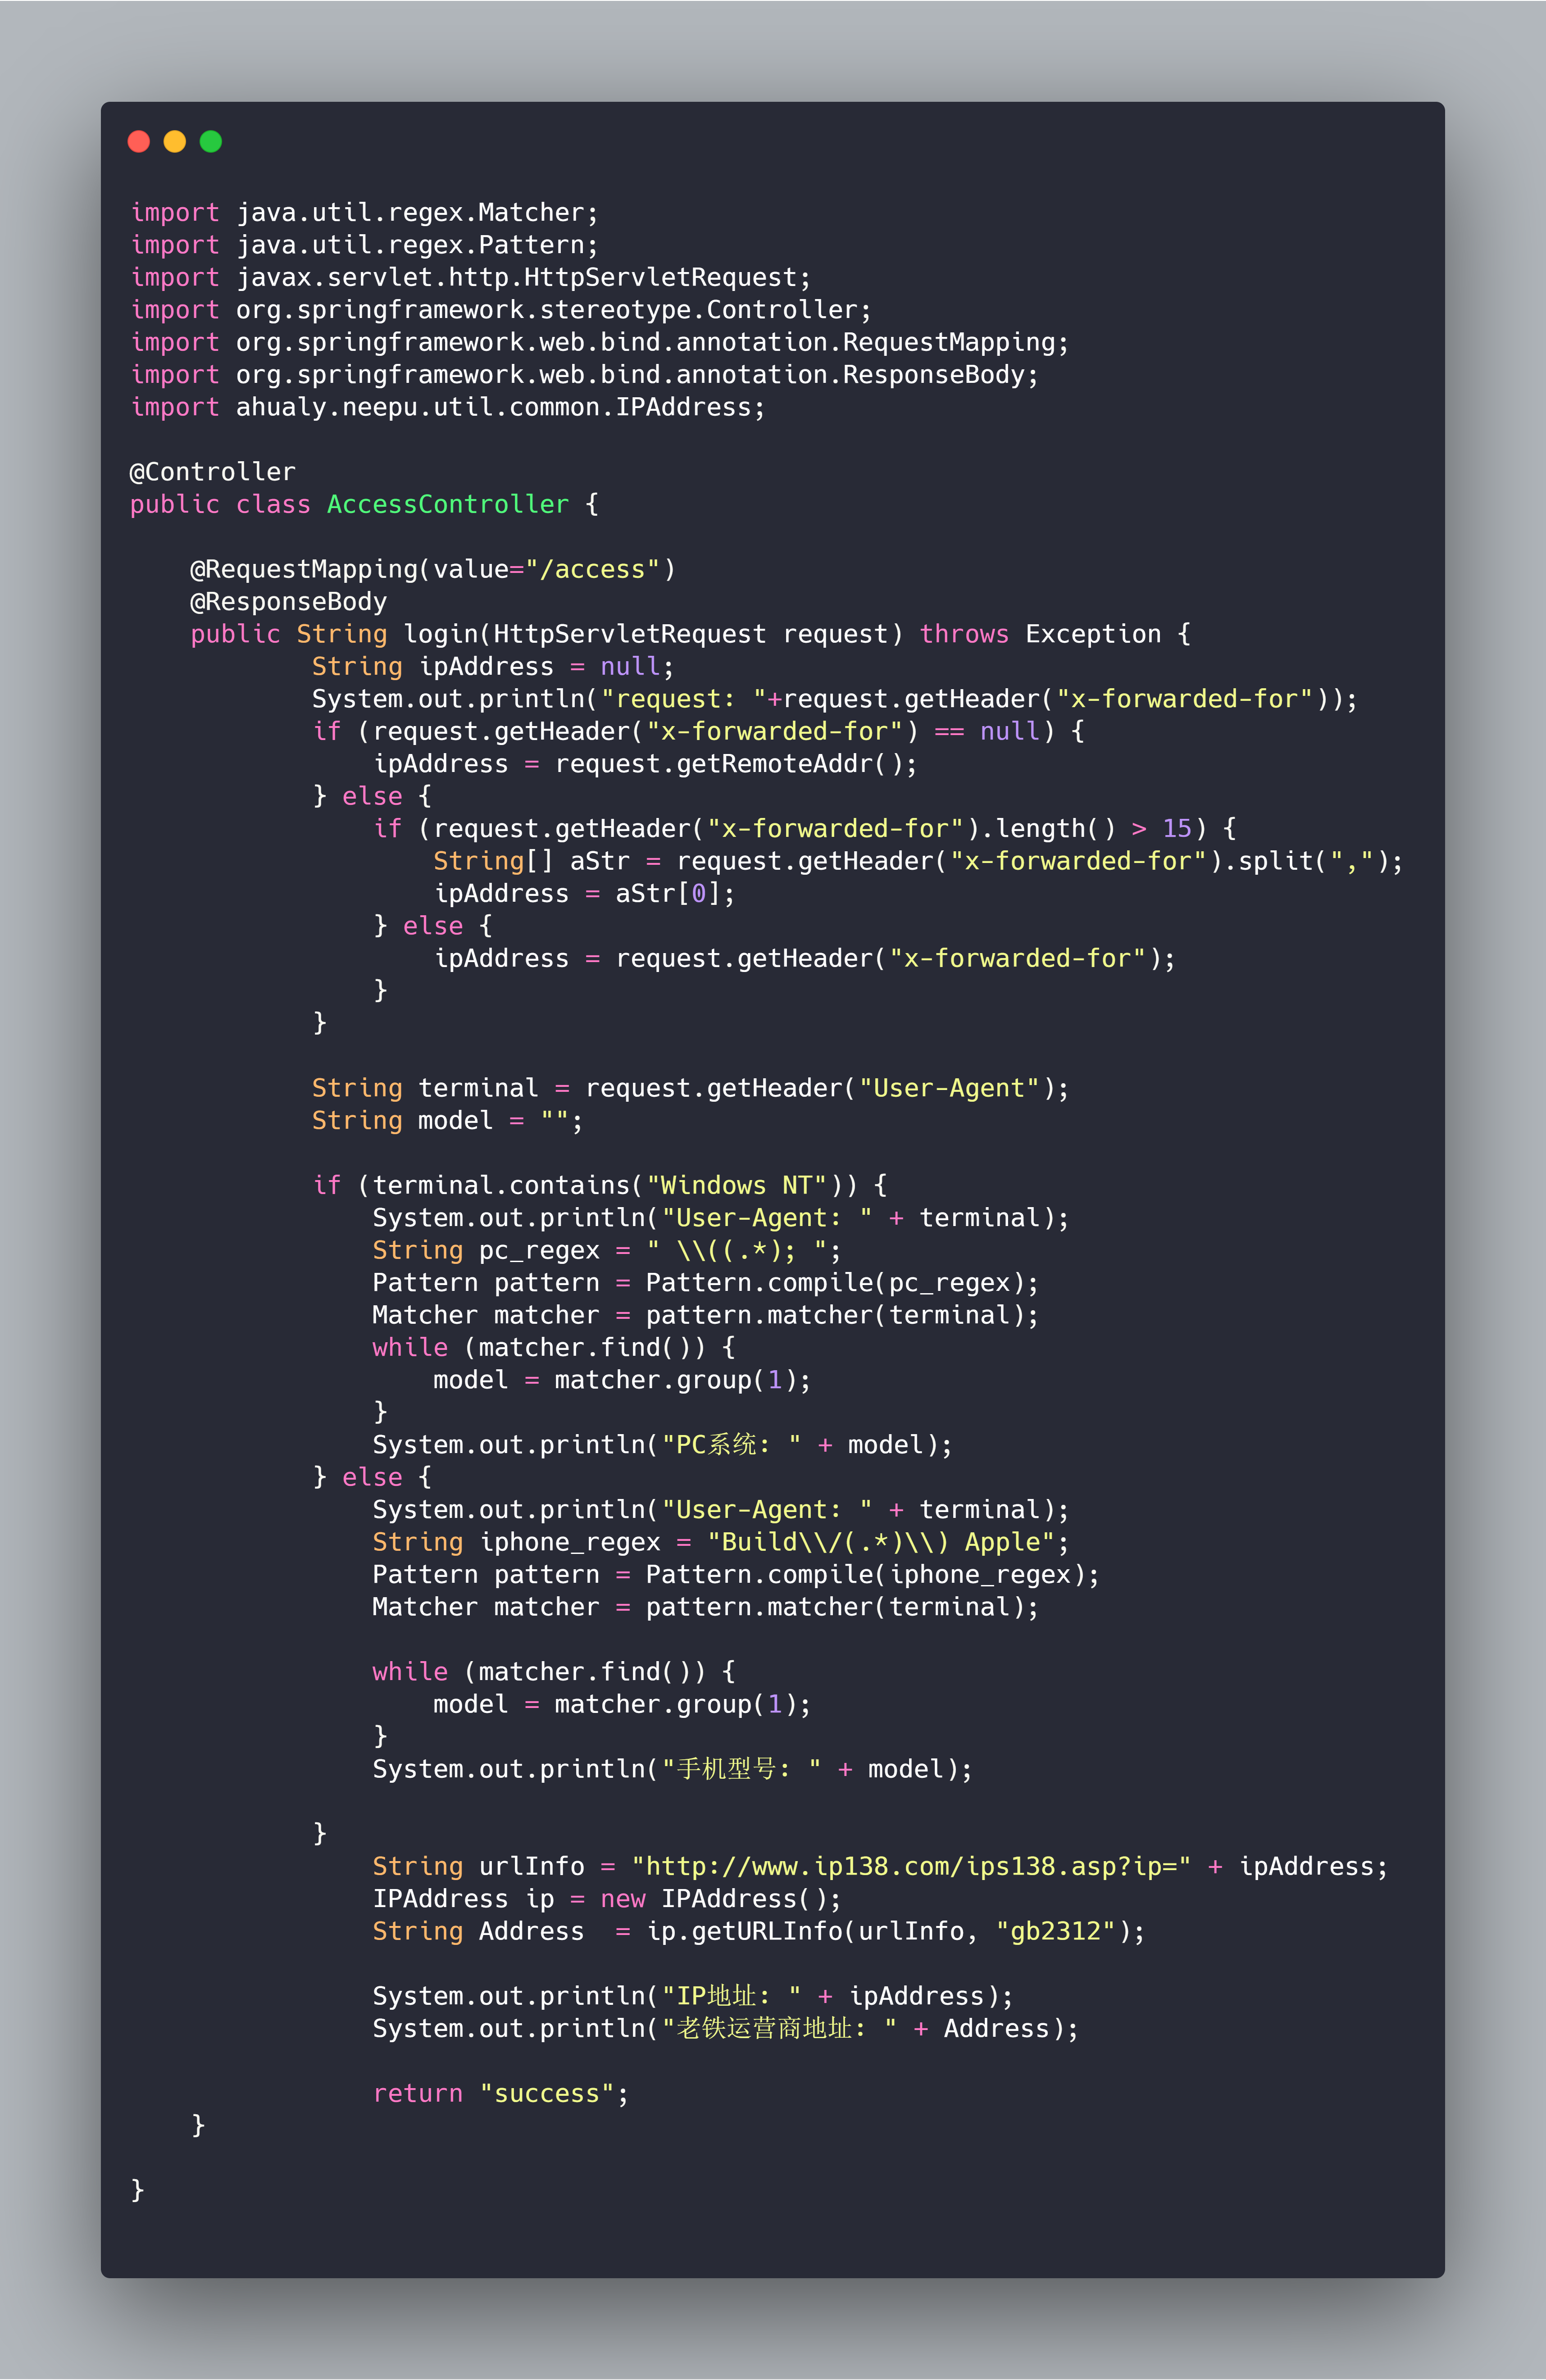 import java.util.regex.Matcher;
import java.util.regex.Pattern;
import javax.servlet.http.HttpServletRequest;
import org.springframework.stereotype.Controller;
import org.springframework.web.bind.annotation.RequestMapping;
import org.springframework.web.bind.annotation.ResponseBody;
import ahualy.neepu.util.common.IPAddress;

@Controller
public class AccessController {

    @RequestMapping(value="/access")
    @ResponseBody
    public String login(HttpServletRequest request) throws Exception {
            String ipAddress = null;
            System.out.println("request: "+request.getHeader("x-forwarded-for"));
            if (request.getHeader("x-forwarded-for") == null) {
                ipAddress = request.getRemoteAddr();
            } else {
                if (request.getHeader("x-forwarded-for").length() > 15) {
                    String[] aStr = request.getHeader("x-forwarded-for").split(",");
                    ipAddress = aStr[0];
                } else {
                    ipAddress = request.getHeader("x-forwarded-for");
                }
            }

            String terminal = request.getHeader("User-Agent");
            String model = "";

            if (terminal.contains("Windows NT")) {
                System.out.println("User-Agent: " + terminal);
                String pc_regex = " \\((.*); ";
                Pattern pattern = Pattern.compile(pc_regex);
                Matcher matcher = pattern.matcher(terminal);
                while (matcher.find()) {
                    model = matcher.group(1);
                }
                System.out.println("PC系统: " + model);
            } else {
                System.out.println("User-Agent: " + terminal);
                String iphone_regex = "Build\\/(.*)\\) Apple";
                Pattern pattern = Pattern.compile(iphone_regex);
                Matcher matcher = pattern.matcher(terminal);

                while (matcher.find()) {
                    model = matcher.group(1);
                }
                System.out.println("手机型号: " + model);

            }
                String urlInfo = "http://www.ip138.com/ips138.asp?ip=" + ipAddress;
                IPAddress ip = new IPAddress();
                String Address  = ip.getURLInfo(urlInfo, "gb2312");

                System.out.println("IP地址: " + ipAddress);
                System.out.println("老铁运营商地址: " + Address);

                return "success";
    }

}